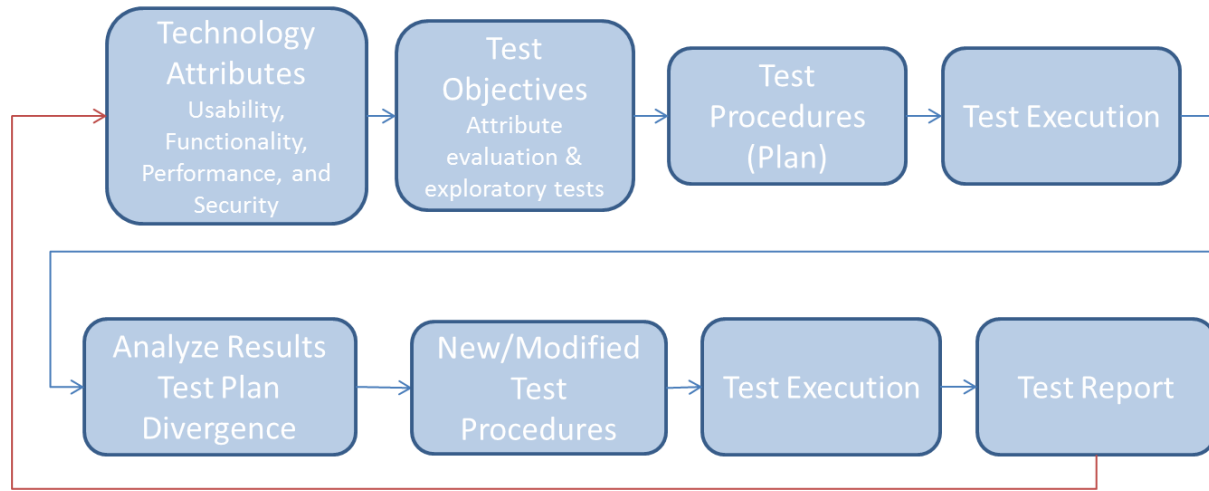 Technology
Attributes
Usability,
Functionality,
Performance, and
Security
Test
Objectives
Attribute
evaluation &
exploratory tests
Test
Procedures
(Plan)
Test Execution
Analyze Results
Test Plan
Divergence
New/Modified
Test
Procedures
Test Execution
Test Report